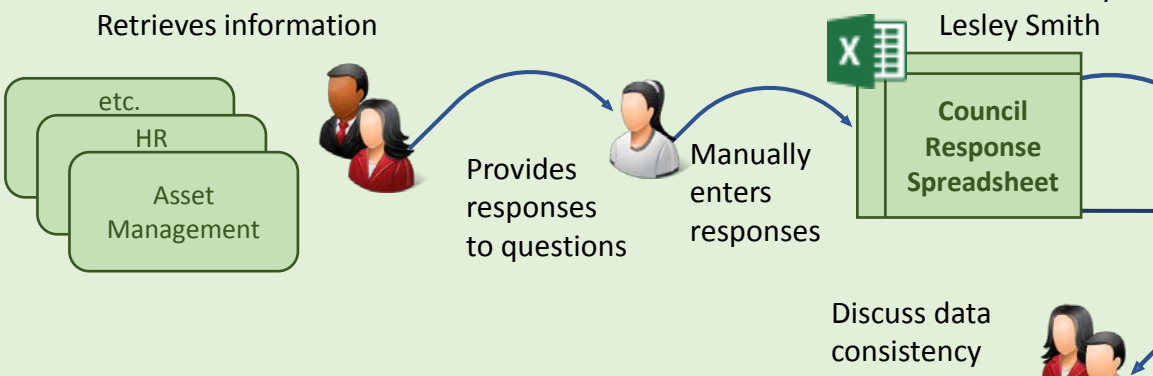 Retrieves information
Lesley Smith
etc.
HR
Asset
Management
Provides
responses
to questions
Manually
enters
responses
X
Council
Response
Spreadsheet
Discuss data
consistency